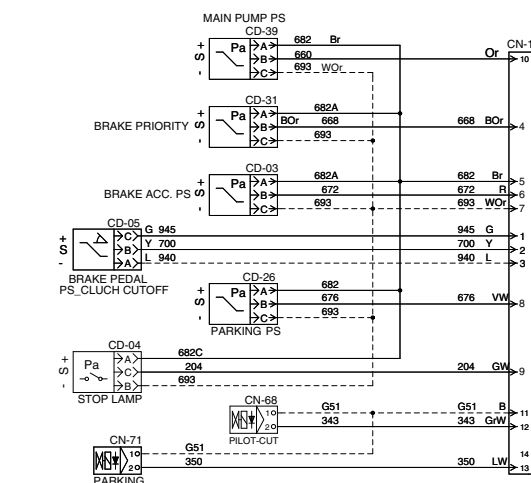 MAIN PUMP PS
CD-39
CN-1
+ S -
Pa
A 682 Br
B 660 Or 10
C 693 WOr
CD-31
BRAKE PRIORITY
+ S -
Pa
A 682A
B BOr 668 668 BOr 4
C 693
CD-03
BRAKE ACC. PS
+ S -
Pa
A 682A 682 Br 5
B 672 672 R 6
C 693 693 WOr 7
CD-05
+ S -
C G 945 945 G 1
B Y 700 700 Y 2
A L 940 940 L 3
BRAKE PEDAL
PS_CLUCH CUTOFF
CD-26
+ S -
Pa
A 682
B 676 676 VW 8
C 693
PARKING PS
CD-04
+ S -
Pa
A 682C
C 204 204 GW 9
B 693
STOP LAMP
CN-68
1 G51 G51 B 11
2 343 343 GrW 12
PILOT-CUT
CN-71
1 G51 14
2 350 350 LW 13
PARKING